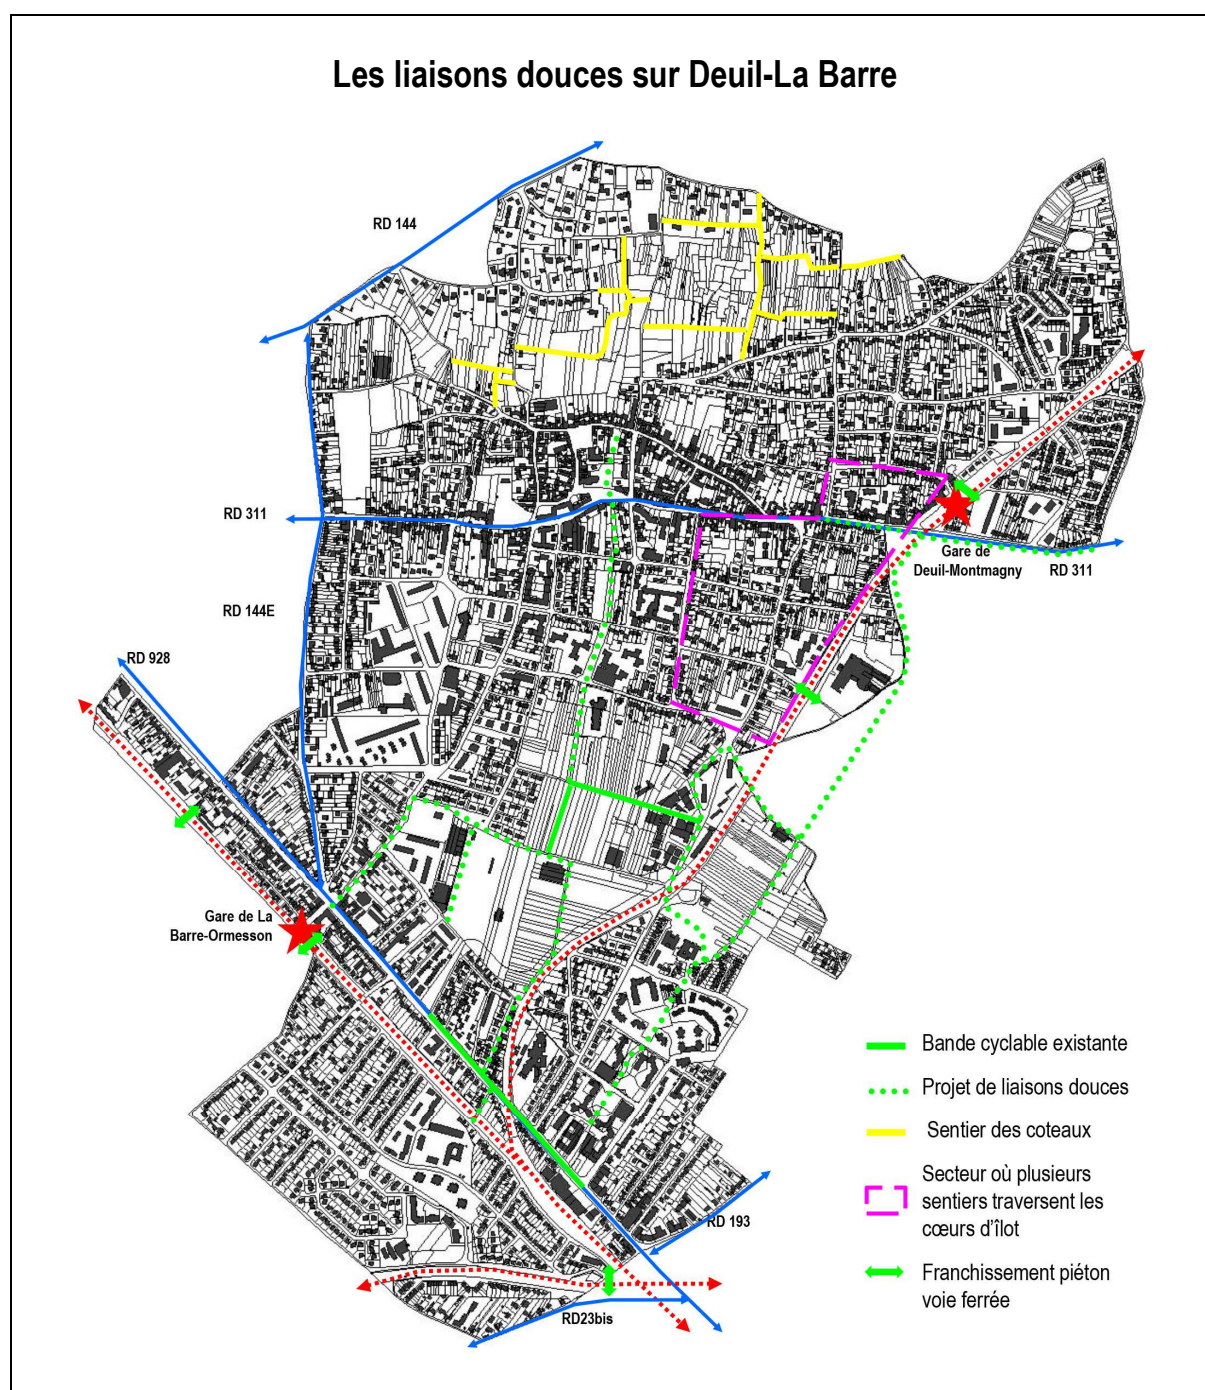 Les liaisons douces sur Deuil-La Barre
RD 144
RD 311
Gare de
Deuil-Montmagny
RD 311
RD 144E
RD 928
Gare de La
Barre-Ormesson
RD 193
RD23bis
Bande cyclable existante
Projet de liaisons douces
Sentier des coteaux
Secteur où plusieurs
sentiers traversent les
cœurs d'îlot
Franchissement piéton
voie ferrée